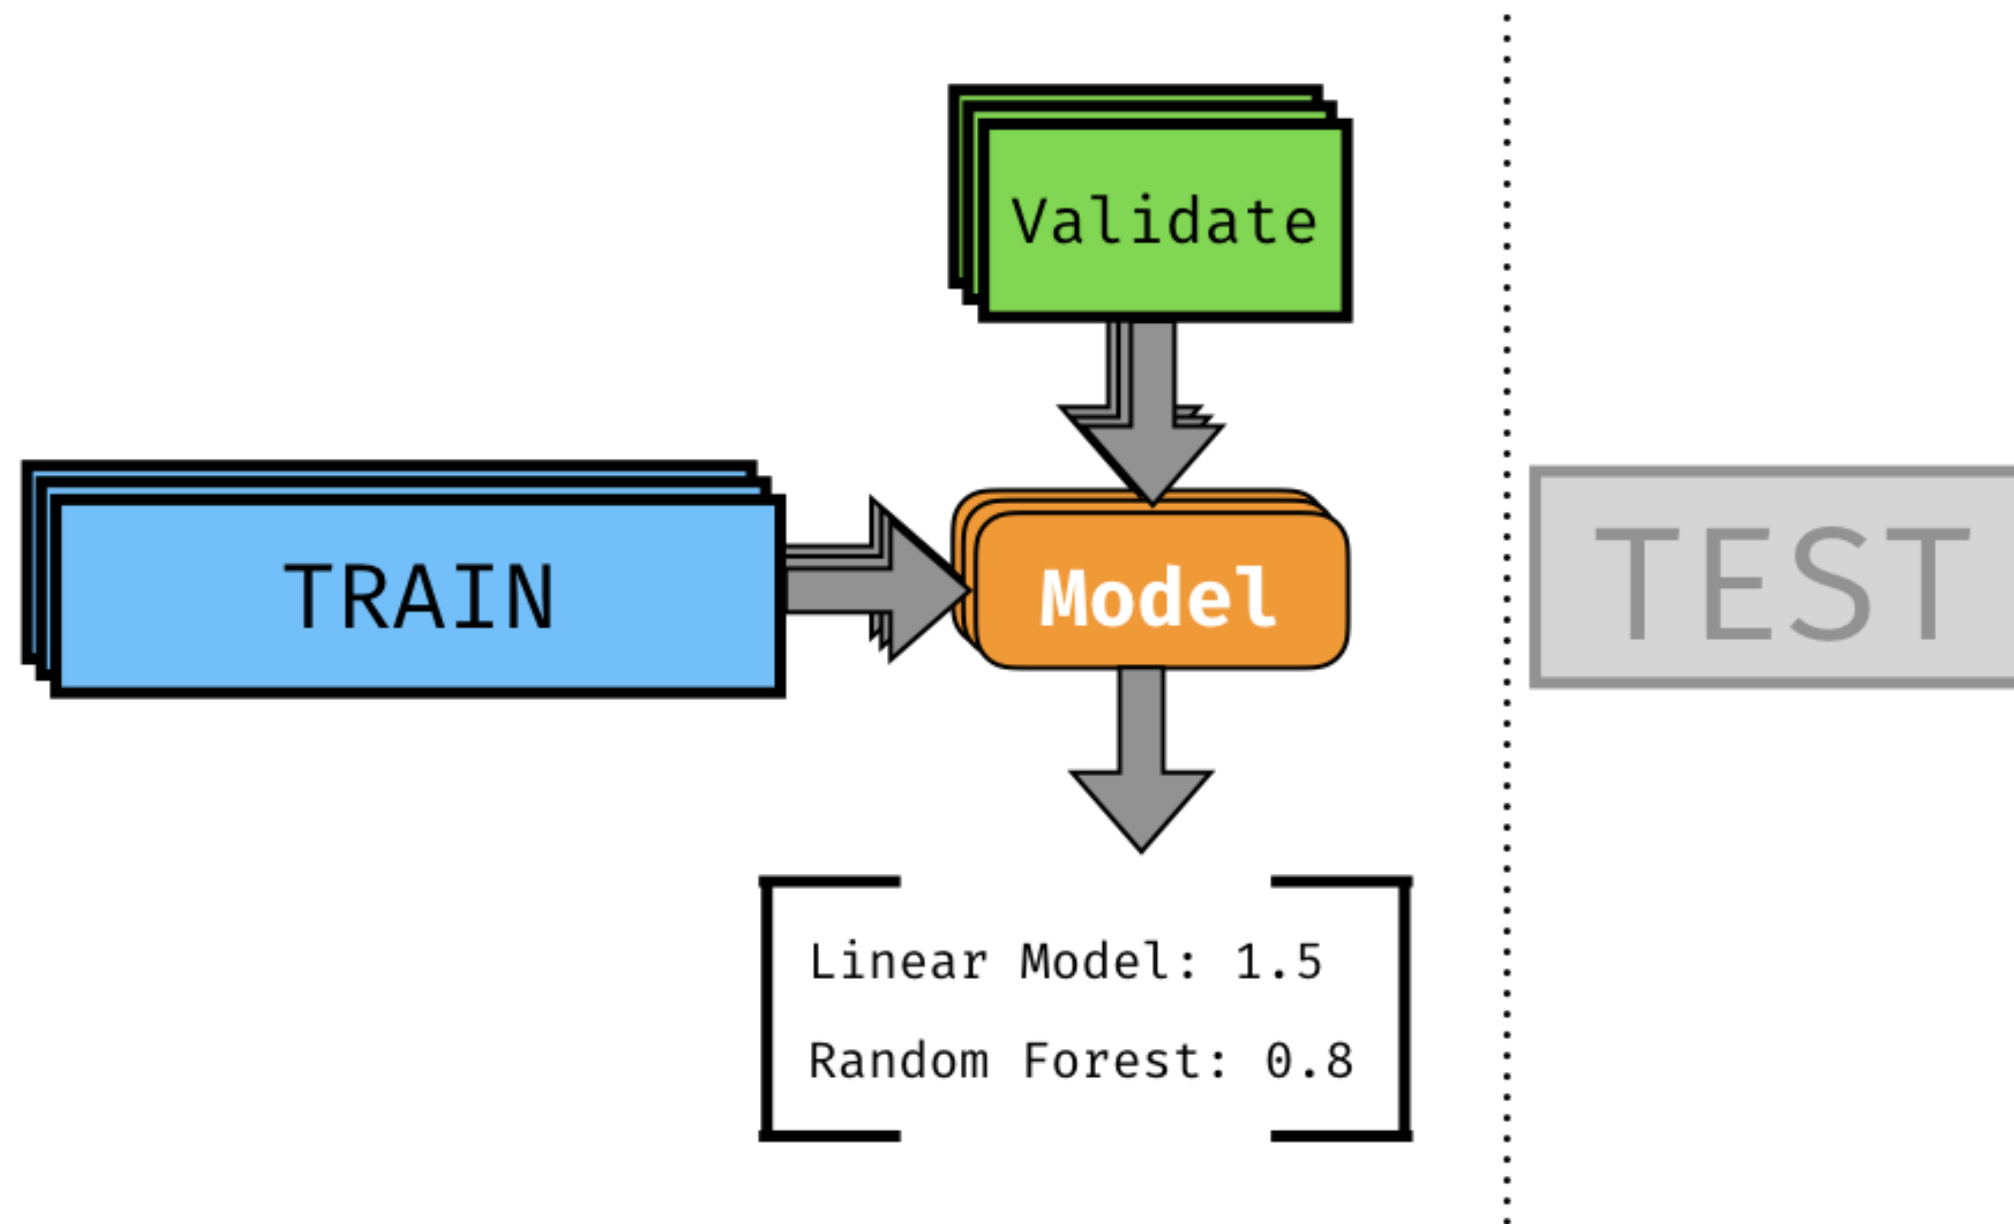 Validate
TRAIN
Model
TEST
Linear Model: 1.5
Random Forest: 0.8